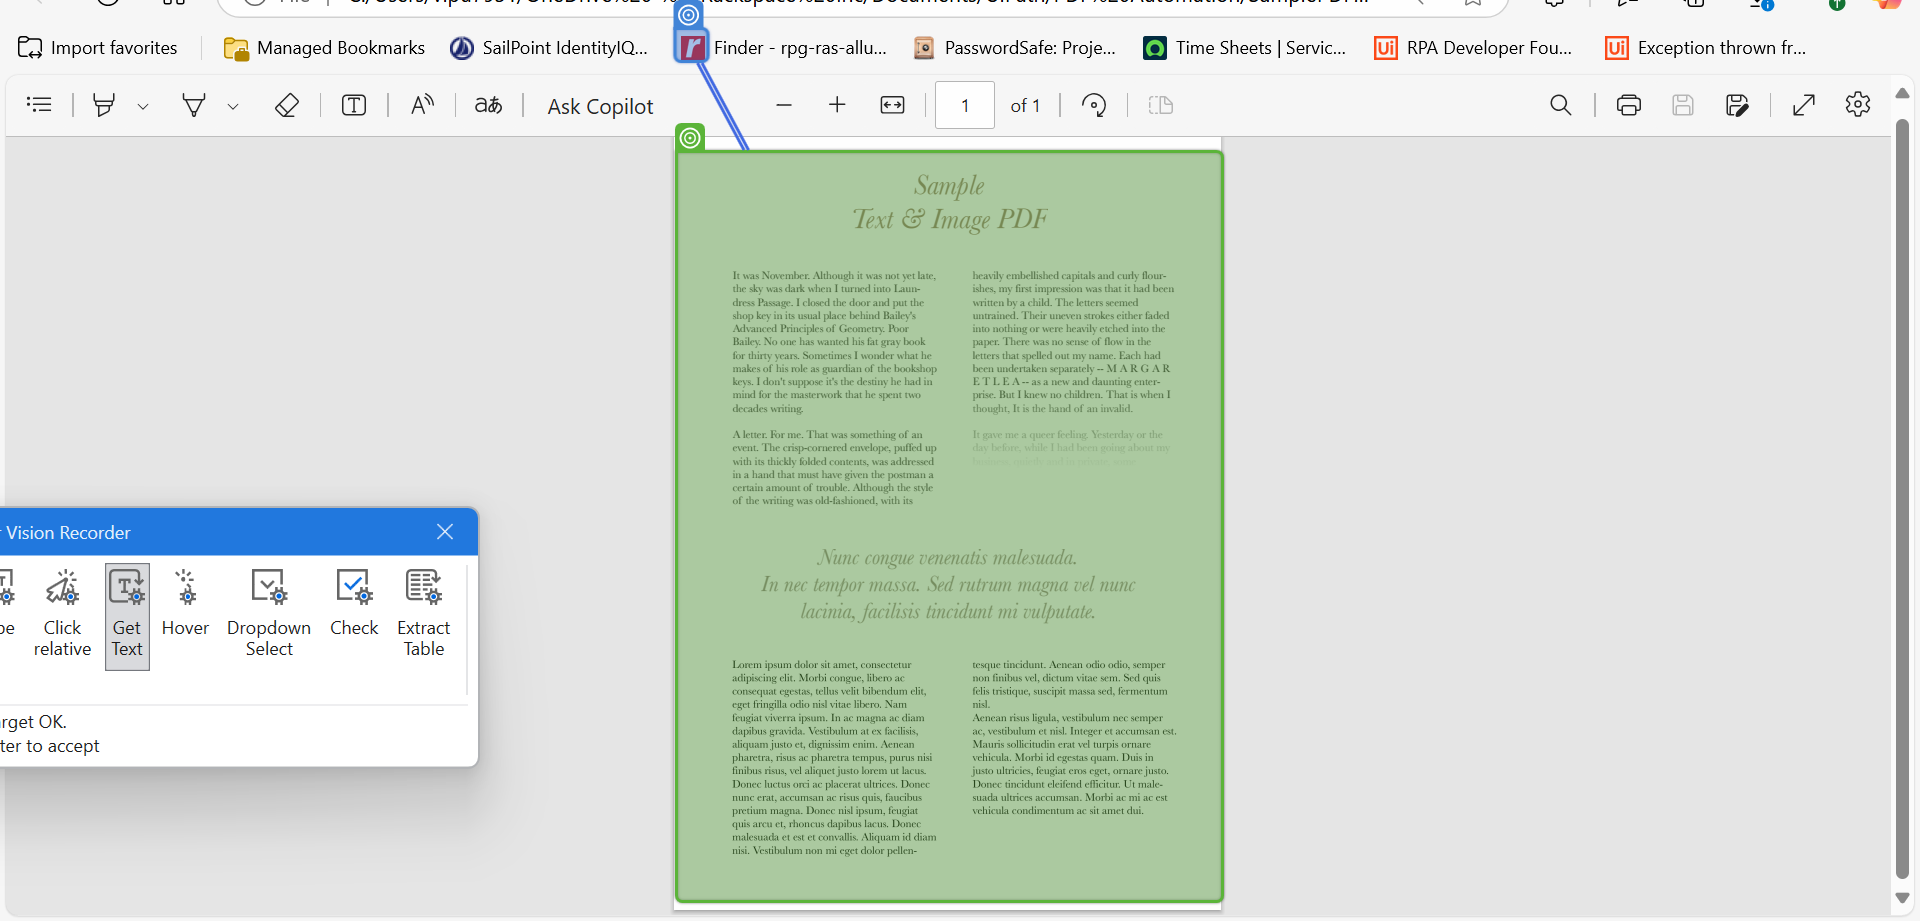 Import favorites
Managed Bookmarks
SailPoint IdentityIQ...
Finder - rpg-ras-allu...
PasswordSafe: Proje...
Time Sheets | Servic...
RPA Developer Fou...
Exception thrown fr...
Ask Copilot
1 of 1
Sample
Text & Image PDF
It was November. Although it was not yet late,
the sky was dark when I turned into Laun-
dress Passage. I closed the door and put the
shop key in its usual place behind Bailey's
Advanced Principles of Geometry. Poor
Bailey. No one has wanted his fat gray book
for thirty years. Sometimes I wonder what he
makes of his role as guardian of the bookshop
keys. I don't suppose it's the destiny he had in
mind for the masterwork that he spent two
decades writing.
A letter. For me. That was something of an
event. The crisp-cornered envelope, puffed up
with its thickly folded contents, was addressed
in a hand that must have given the postman a
certain amount of trouble. Although the style
of the writing was old-fashioned, with its
heavily embellished capitals and curly flour-
ishes, my first impression was that it had been
written by a child. The letters seemed
untrained. Their uneven strokes either faded
into nothing or were heavily etched into the
paper. There was no sense of flow in the
letters that spelled out my name. Each had
been undertaken separately -- M A R G A R
E T L E A -- as a new and daunting enter-
prise. But I knew no children. That is when I
thought, It is the hand of an invalid.
It gave me a queer feeling. Yesterday or the
day before, while I had been going about my
Nunc congue venenatis malesuada.
In nec tempor massa. Sed rutrum magna vel nunc
lacinia, facilisis tincidunt mi vulputate.
Lorem ipsum dolor sit amet, consectetur
adipiscing elit. Morbi congue, libero ac
consequat egestas, tellus velit bibendum elit,
eget fringilla odio nisl vitae libero. Nam
feugiat viverra ipsum. In ac magna ac diam
dapibus gravida. Vestibulum at ex facilisis,
aliquam justo et, dignissim enim. Aenean
pharetra, risus ac pharetra tempus, purus nisi
finibus risus, vel aliquet justo lorem ut lacus.
Donec luctus orci ac placerat ultrices. Donec
nunc erat, accumsan ac risus quis, faucibus
pretium magna. Donec nisl ipsum, feugiat
quis arcu et, rhoncus dapibus lacus. Donec
malesuada et est et convallis. Aliquam id diam
nisi. Vestibulum non mi eget dolor pellen-
tesque tincidunt. Aenean odio odio, semper
non finibus vel, dictum vitae sem. Sed quis
felis tristique, suscipit massa sed, fermentum
nisl.
Aenean risus ligula, vestibulum nec semper
ac, vestibulum et nisl. Integer et accumsan est.
Mauris sollicitudin erat vel turpis ornare
vehicula. Morbi id egestas quam. Duis in
justo ultricies, feugiat eros eget, ornare justo.
Donec tincidunt eleifend efficitur. Ut male-
suada ultrices accumsan. Morbi ac mi ac est
vehicula condimentum ac sit amet dui.
Vision Recorder
pe
Click
relative
Get
Text
Hover
Dropdown
Select
Check
Extract
Table
rget OK.
ter to accept